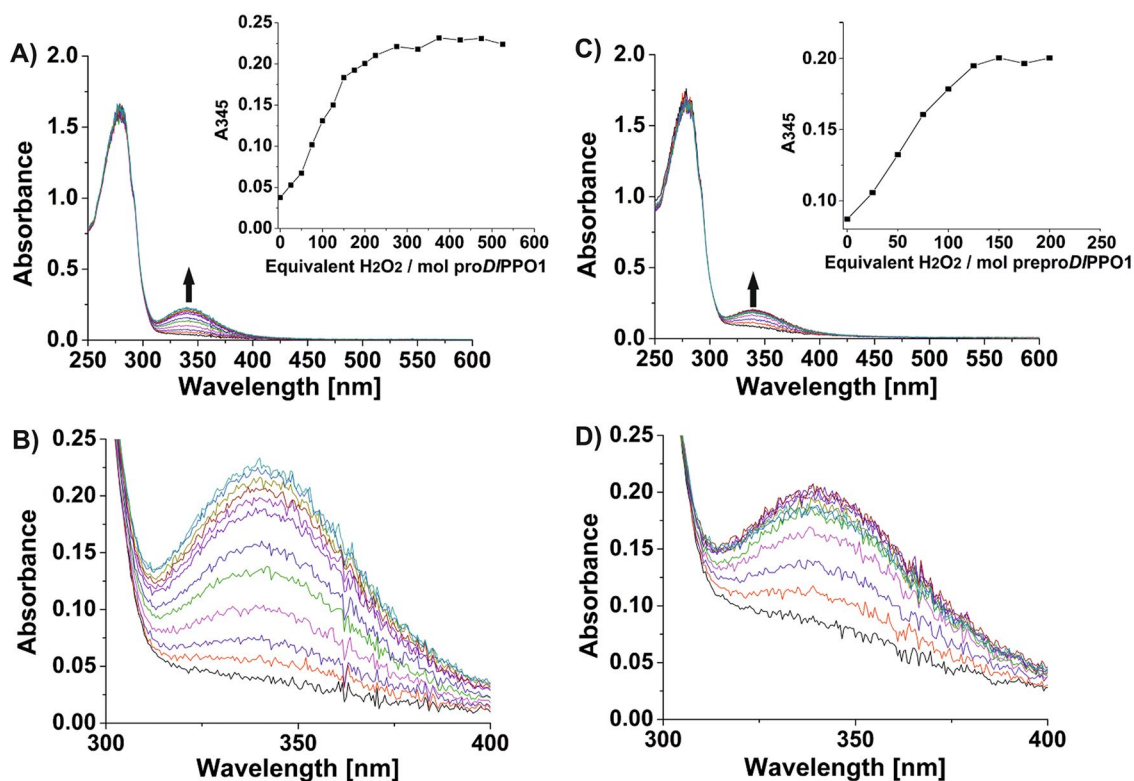 A)
2.0
1.5
1.0
0.5
0.0
Absorbance
250 300 350 400 450 500 550 600
Wavelength [nm]
0.25
0.20
0.15
0.10
0.05
0.00
A345
0 100 200 300 400 500 600
Equivalent H2O2 / mol proDlPPO1
C)
2.0
1.5
1.0
0.5
0.0
Absorbance
250 300 350 400 450 500 550 600
Wavelength [nm]
0.20
0.15
0.10
A345
0 50 100 150 200 250
Equivalent H2O2 / mol preproDlPPO1
B)
0.25
0.20
0.15
0.10
0.05
0.00
Absorbance
300 350 400
Wavelength [nm]
D)
0.25
0.20
0.15
0.10
0.05
0.00
Absorbance
300 350 400
Wavelength [nm]